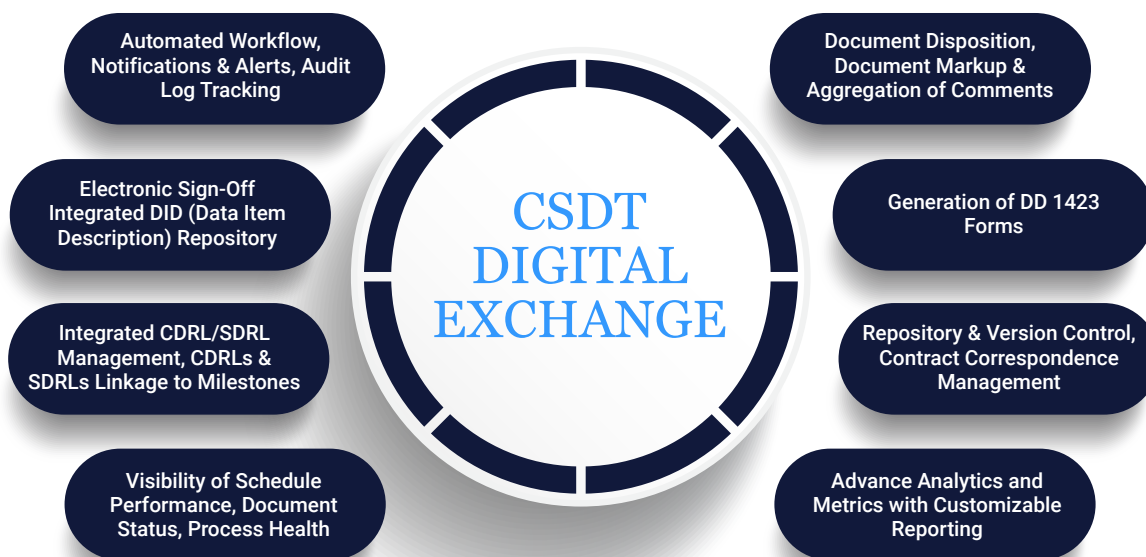 Automated Workflow,
Notifications & Alerts, Audit
Log Tracking
Electronic Sign-Off
Integrated DID (Data Item
Description) Repository
Integrated CDRL/SDRL
Management, CDRLs &
SDRLs Linkage to Milestones
Visibility of Schedule
Performance, Document
Status, Process Health
CSDT
DIGITAL
EXCHANGE
Document Disposition,
Document Markup &
Aggregation of Comments
Generation of DD 1423
Forms
Repository & Version Control,
Contract Correspondence
Management
Advance Analytics and
Metrics with Customizable
Reporting